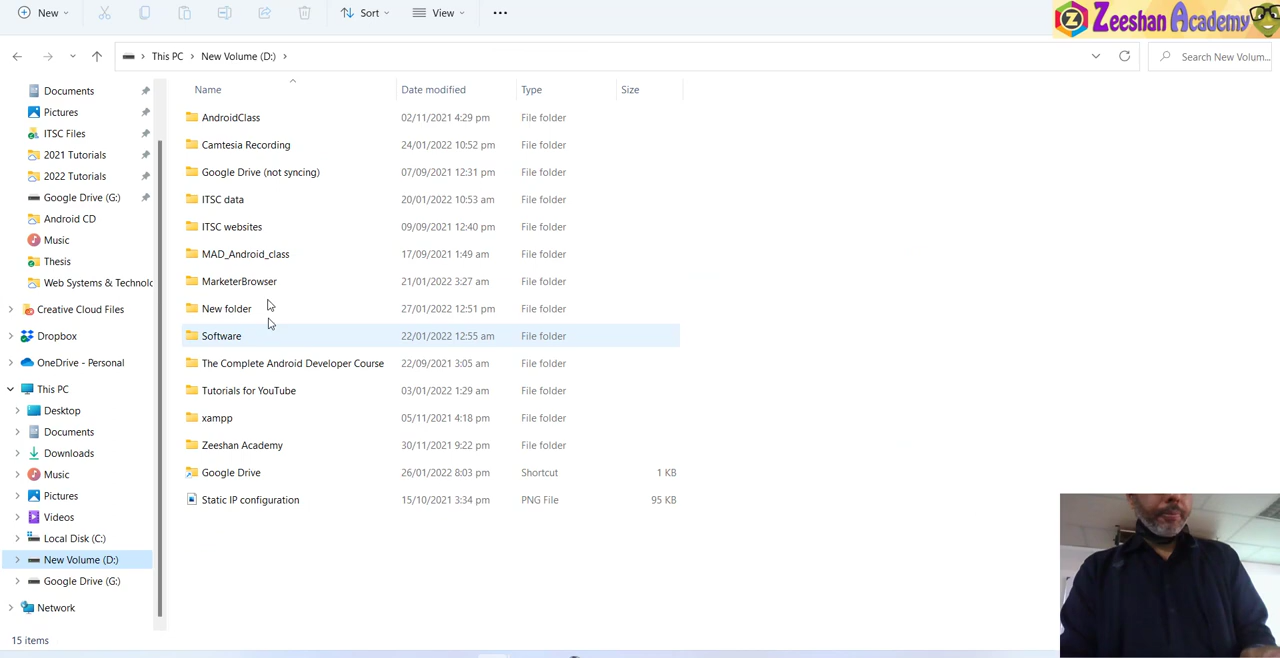 New
Sort
View
Zeeshan Academy
This PC
New Volume (D:)
Search New Volum...
Documents
Pictures
ITSC Files
2021 Tutorials
2022 Tutorials
Google Drive (G:)
Android CD
Music
Thesis
Web Systems & Technolo
Creative Cloud Files
Dropbox
OneDrive - Personal
This PC
Desktop
Documents
Downloads
Music
Pictures
Videos
Local Disk (C:)
New Volume (D:)
Google Drive (G:)
Network
Name Date modified Type Size
AndroidClass 02/11/2021 4:29 pm File folder
Camtesia Recording 24/01/2022 10:52 pm File folder
Google Drive (not syncing) 07/09/2021 12:31 pm File folder
ITSC data 20/01/2022 10:53 am File folder
ITSC websites 09/09/2021 12:40 pm File folder
MAD_Android_class 17/09/2021 1:49 am File folder
MarketerBrowser 21/01/2022 3:27 am File folder
New folder 27/01/2022 12:51 pm File folder
Software 22/01/2022 12:55 am File folder
The Complete Android Developer Course 22/09/2021 3:05 am File folder
Tutorials for YouTube 03/01/2022 1:29 am File folder
xampp 05/11/2021 4:18 pm File folder
Zeeshan Academy 30/11/2021 9:22 pm File folder
Google Drive 26/01/2022 8:03 pm Shortcut 1 KB
Static IP configuration 15/10/2021 3:34 pm PNG File 95 KB
15 items